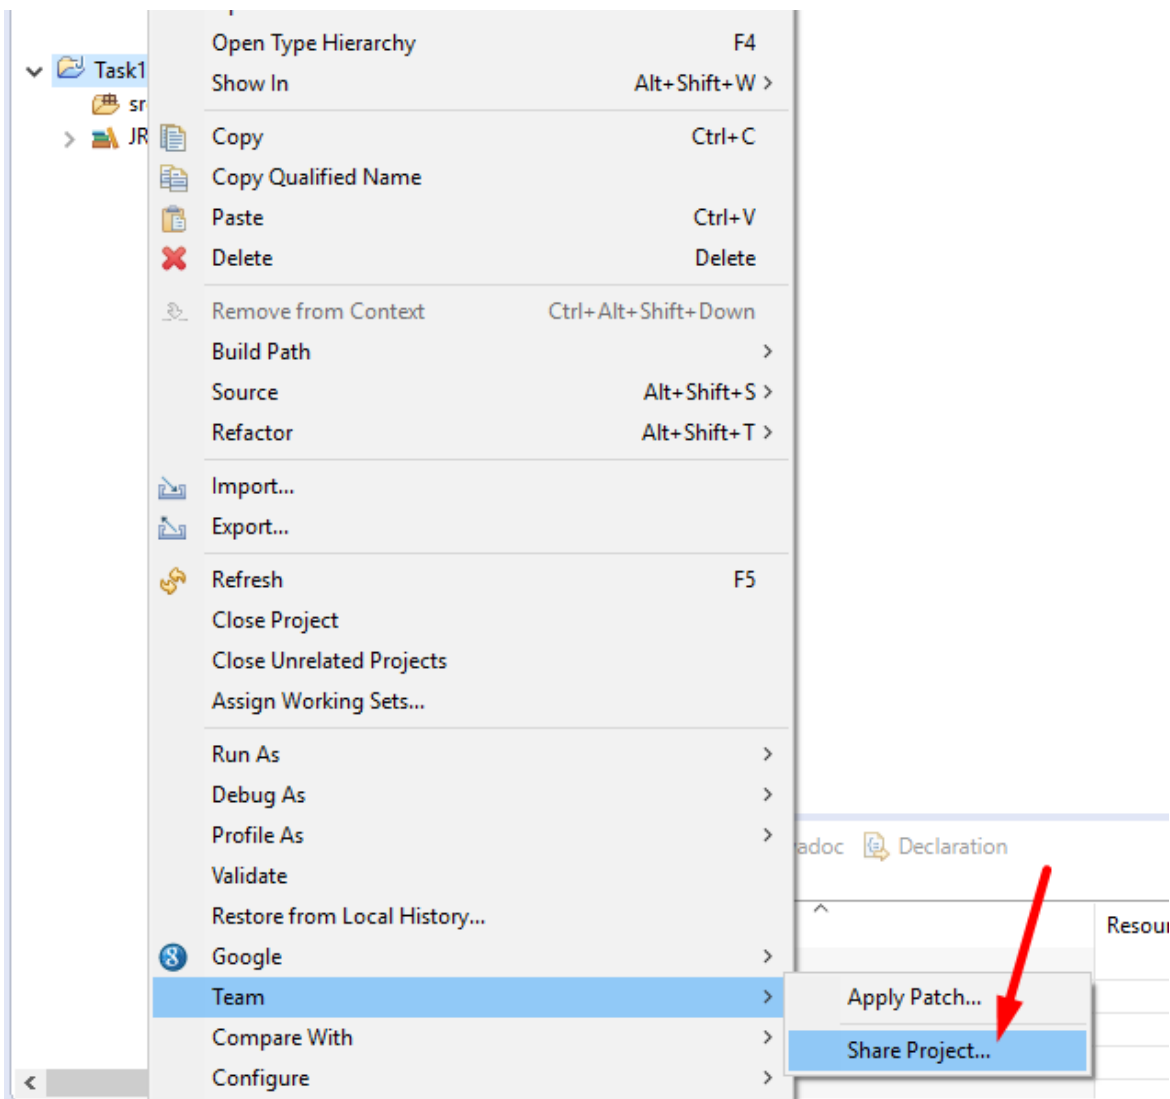 Open Type Hierarchy F4
Task1
Show In Alt+Shift+W >
JR
Copy Ctrl+C
Copy Qualified Name
Paste Ctrl+V
Delete Delete
Remove from Context Ctrl+Alt+Shift+Down
Build Path >
Source Alt+Shift+S >
Refactor Alt+Shift+T >
Import...
Export...
Refresh F5
Close Project
Close Unrelated Projects
Assign Working Sets...
Run As >
Debug As >
Profile As >
adoc Declaration
Validate
Restore from Local History...
Resour
Google >
Team >
Apply Patch...
Compare With >
Share Project...
Configure >